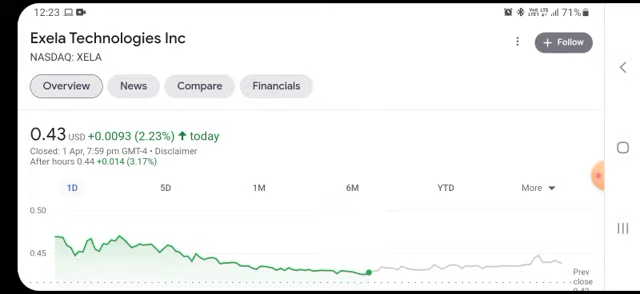 12:23 71%
Exela Technologies Inc
NASDAQ: XELA
Follow
Overview News Compare Financials
0.43 USD +0.0093 (2.23%) today
Closed: 1 Apr, 7:59 pm GMT-4 • Disclaimer
After hours 0.44 +0.014 (3.17%)
1D 5D 1M 6M YTD More
0.50
0.45
Prev
close